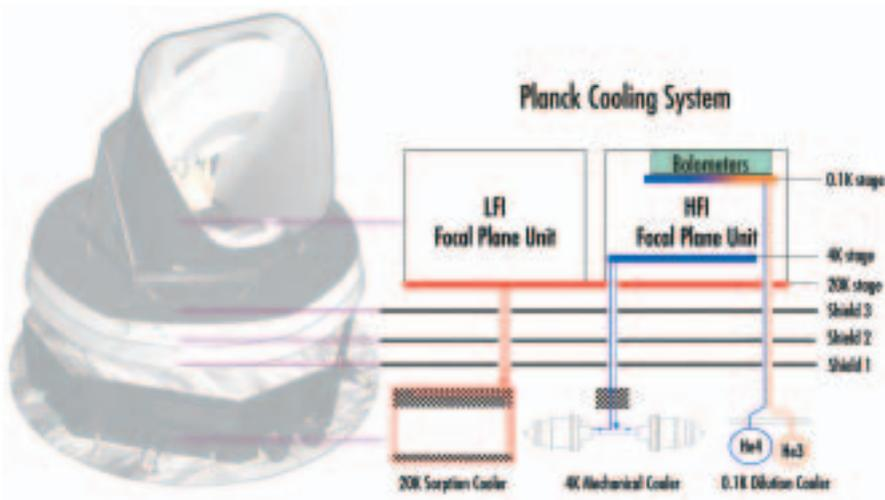 Planck Cooling System
Bolometers
0.1K stage
LFI
Focal Plane Unit
HFI
Focal Plane Unit
4K stage
20K stage
Shield 3
Shield 2
Shield 1
He4
He3
20K Sorption Cooler
4K Mechanical Cooler
0.1K Dilution Cooler